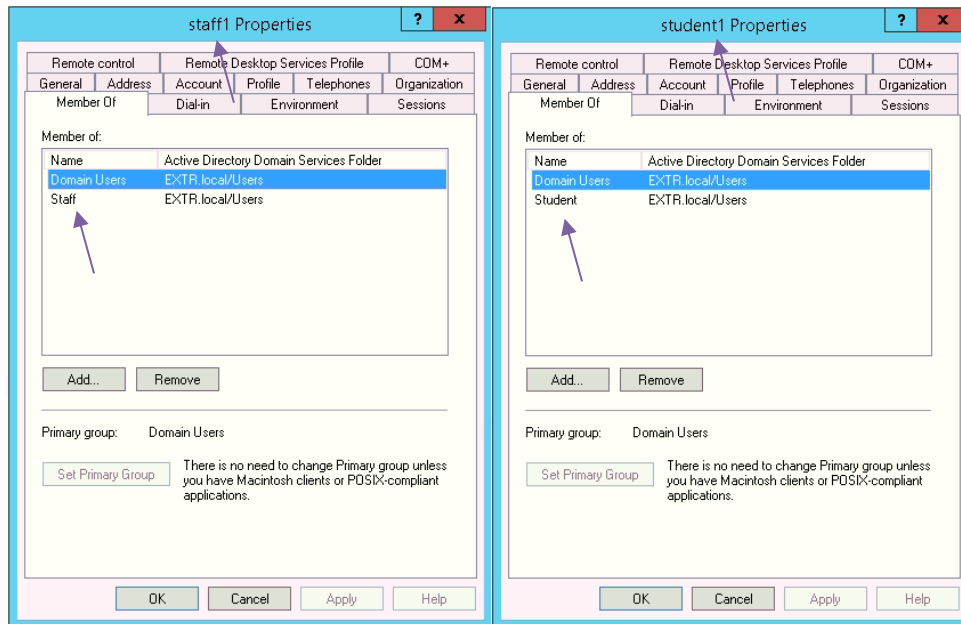 staff1 Properties
? x
Remote control Remote Desktop Services Profile COM+
General Address Account Profile Telephones Organization
Member Of Dial-in Environment Sessions
Member of:
Name Active Directory Domain Services Folder
Domain Users EXTR.local/Users
Staff EXTR.local/Users
Add... Remove
Primary group: Domain Users
Set Primary Group
There is no need to change Primary group unless
you have Macintosh clients or POSIX-compliant
applications.
OK Cancel Apply Help
student1 Properties
? x
Remote control Remote Desktop Services Profile COM+
General Address Account Profile Telephones Organization
Member Of Dial-in Environment Sessions
Member of:
Name Active Directory Domain Services Folder
Domain Users EXTR.local/Users
Student EXTR.local/Users
Add... Remove
Primary group: Domain Users
Set Primary Group
There is no need to change Primary group unless
you have Macintosh clients or POSIX-compliant
applications.
OK Cancel Apply Help